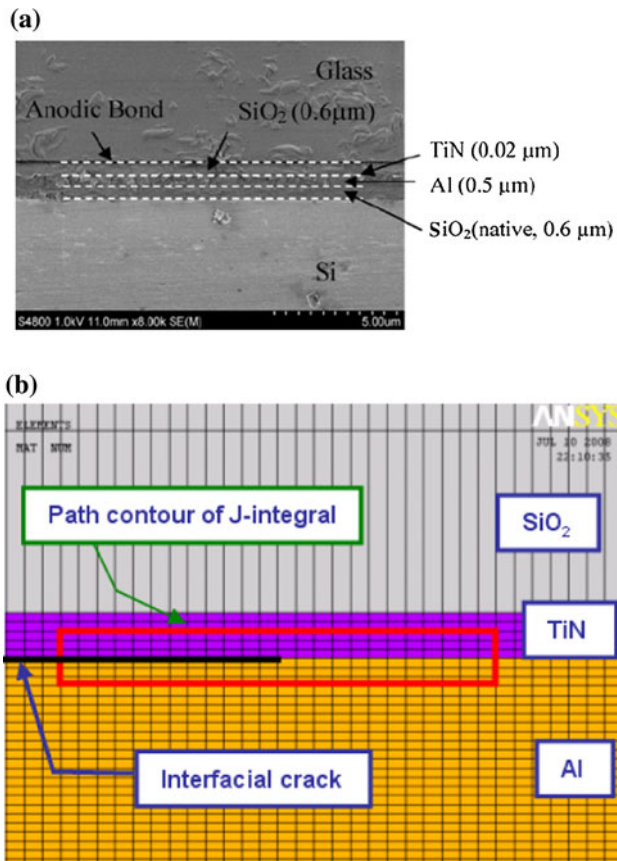 (a)
Glass
Anodic Bond
SiO₂ (0.6μm)
TiN (0.02 μm)
Al (0.5 μm)
SiO₂(native, 0.6 μm)
Si
S4800 1.0kV 11.0mm x8.00k SE(M)
5.00um
(b)
ELEMENTS
MAT NUM
ANSYS
JUL 10 2008
22:10:35
Path contour of J-integral
SiO₂
TiN
Interfacial crack
Al